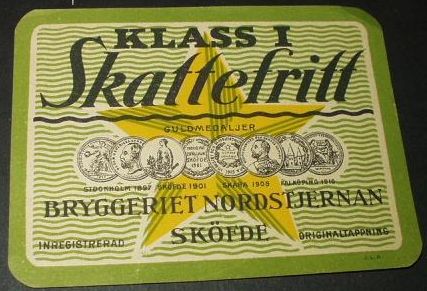 KLASS I
Skattefritt
GULDMEDALJER
STOCKHOLM 1897 SKÖFDE 1901 SKARA 1905 FALKÖPING 1910
BRYGGERIET NORDSTJERNAN
INREGISTRERAD SKÖFDE ORIGINALTAPPNING